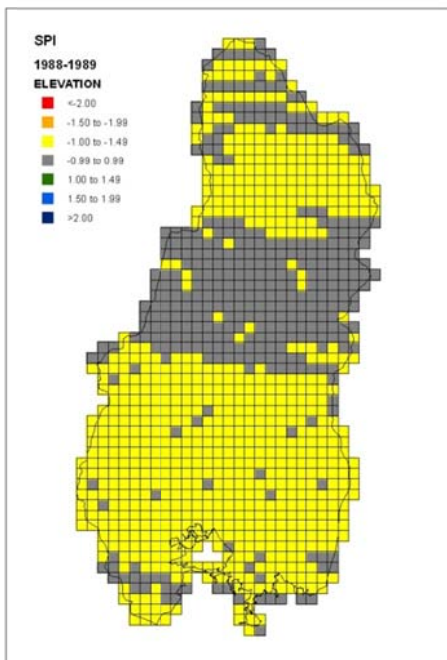 SPI
1988-1989
ELEVATION
<-2.00
-1.50 to -1.99
-1.00 to -1.49
-0.99 to 0.99
1.00 to 1.49
1.50 to 1.99
>2.00